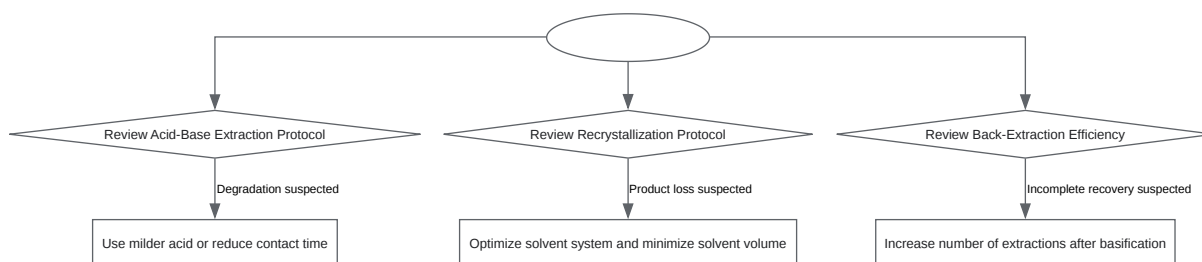 Review Acid-Base Extraction Protocol
Review Recrystallization Protocol
Review Back-Extraction Efficiency
Degradation suspected
Product loss suspected
Incomplete recovery suspected
Use milder acid or reduce contact time
Optimize solvent system and minimize solvent volume
Increase number of extractions after basification